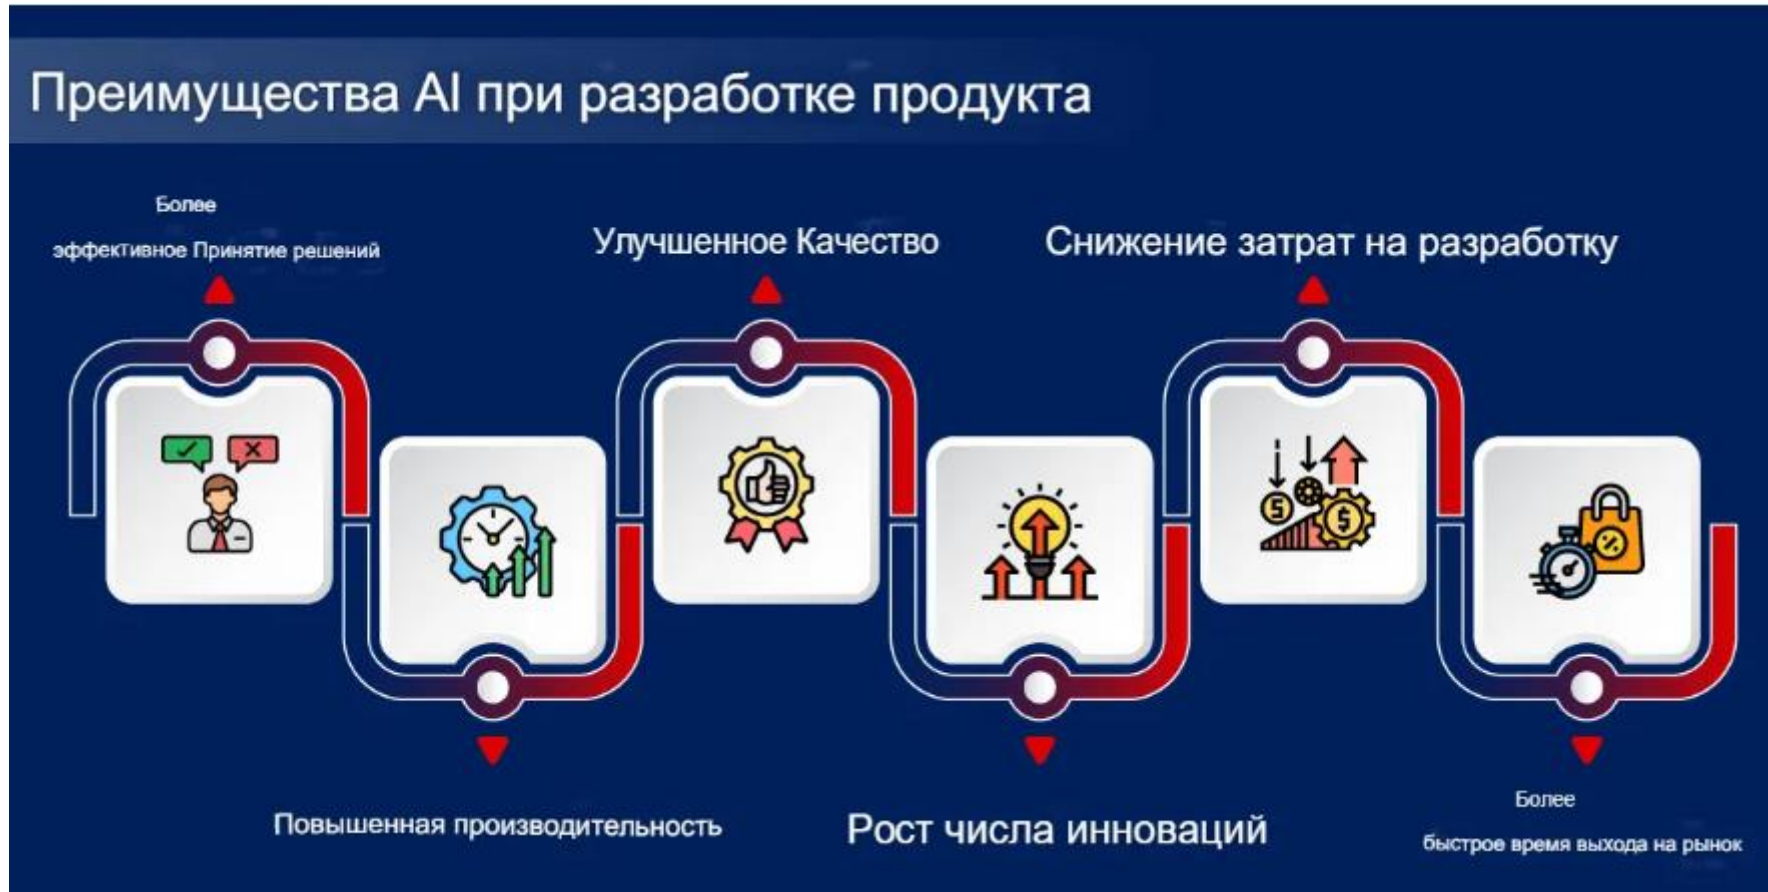 Преимущества AI при разработке продукта
Более
эффективное Принятие решений
Улучшенное Качество
Снижение затрат на разработку
Повышенная производительность
Рост числа инноваций
Более
быстрое время выхода на рынок